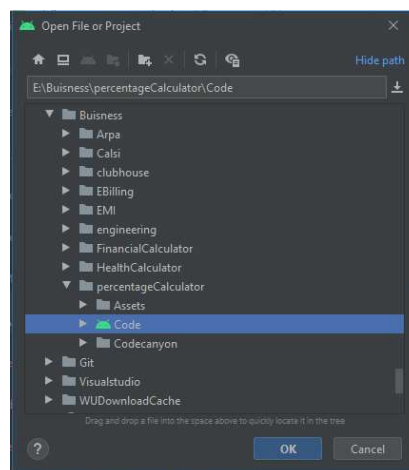 Open File or Project
Hide path
E:\Buisness\percentageCalculator\Code
Buisness
Arpa
Calsi
clubhouse
EBilling
EMI
engineering
FinancialCalculator
HealthCalculator
percentageCalculator
Assets
Code
Codecanyon
Git
Visualstudio
WUDownloadCache
Drag and drop a file into the space above to quickly locate it in the tree
? OK Cancel